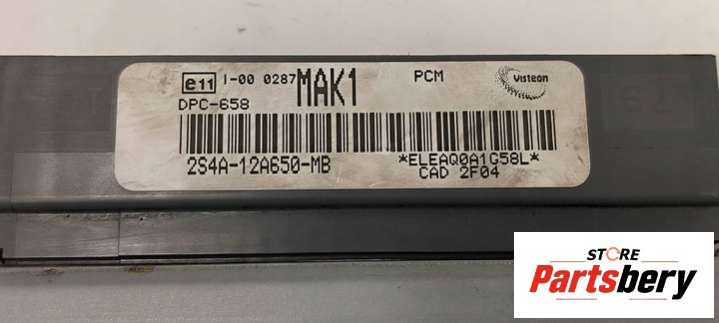 e11 I-00 0287 MAK1 PCM Visteon
DPC-658
2S4A-12A650-MB *ELEAQ0A1G58L*
CAD 2F04
STORE
Partsbery